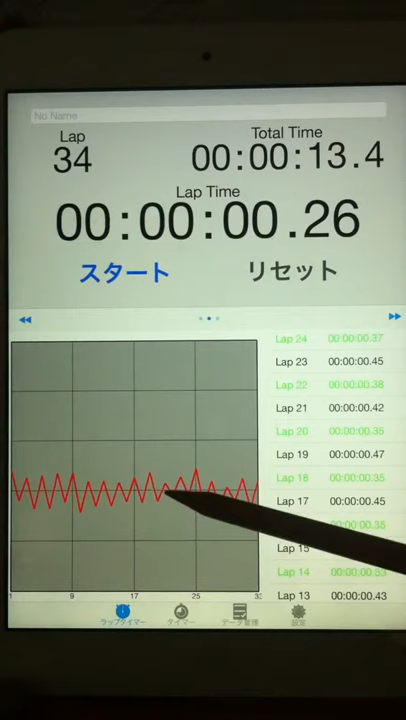 No Name
Lap
Total Time
34
00:00:13.4
Lap Time
00:00:00.26
スタート
リセット
Lap 24 00:00:00.37
Lap 23 00:00:00.45
Lap 22 00:00:00.38
Lap 21 00:00:00.42
Lap 20 00:00:00.35
Lap 19 00:00:00.47
Lap 18 00:00:00.35
Lap 17 00:00:00.45
00:00:00.35
Lap 15
Lap 14 00:00:00.33
Lap 13 00:00:00.43
1 9 17 25 33
ラップタイマー
タイマー
データ管理
設定